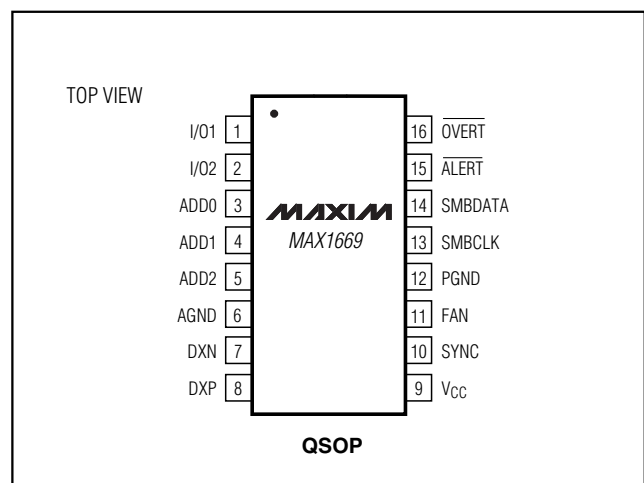 TOP VIEW
I/O1 1
I/O2 2
ADD0 3
ADD1 4
ADD2 5
AGND 6
DXN 7
DXP 8
MAXIM
MAX1669
16 OVERT
15 ALERT
14 SMBDATA
13 SMBCLK
12 PGND
11 FAN
10 SYNC
9 VCC
QSOP